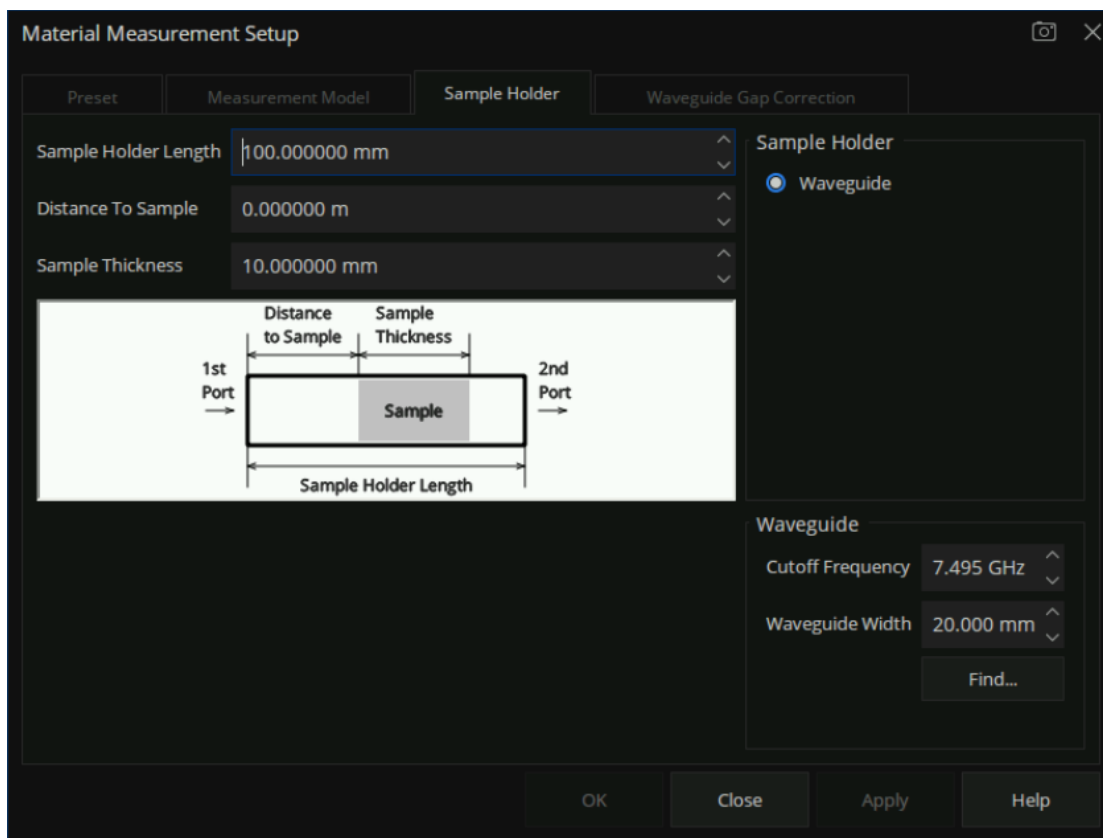 Material Measurement Setup
Preset
Measurement Model
Sample Holder
Waveguide Gap Correction
Sample Holder Length
100.000000 mm
Distance To Sample
0.000000 m
Sample Thickness
10.000000 mm
Distance to Sample
Sample Thickness
1st Port
2nd Port
Sample
Sample Holder Length
Sample Holder
Waveguide
Waveguide
Cutoff Frequency
7.495 GHz
Waveguide Width
20.000 mm
Find...
OK
Close
Apply
Help